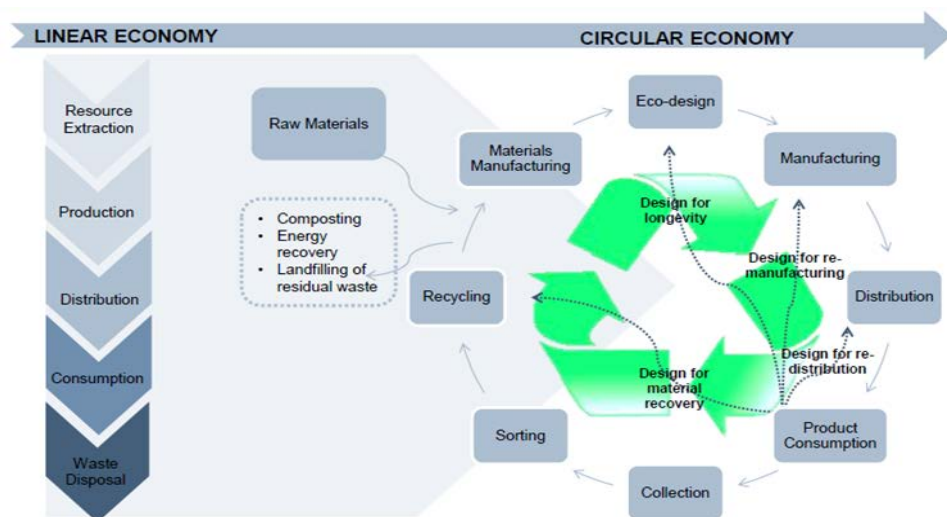 LINEAR ECONOMY
CIRCULAR ECONOMY
Resource
Extraction
Production
Distribution
Consumption
Waste
Disposal
Raw Materials
• Composting
• Energy
recovery
• Landfilling of
residual waste
Eco-design
Materials
Manufacturing
Manufacturing
Recycling
Distribution
Sorting
Product
Consumption
Collection
Design for
longevity
Design for re-
manufacturing
Design for re-
distribution
Design for
material
recovery